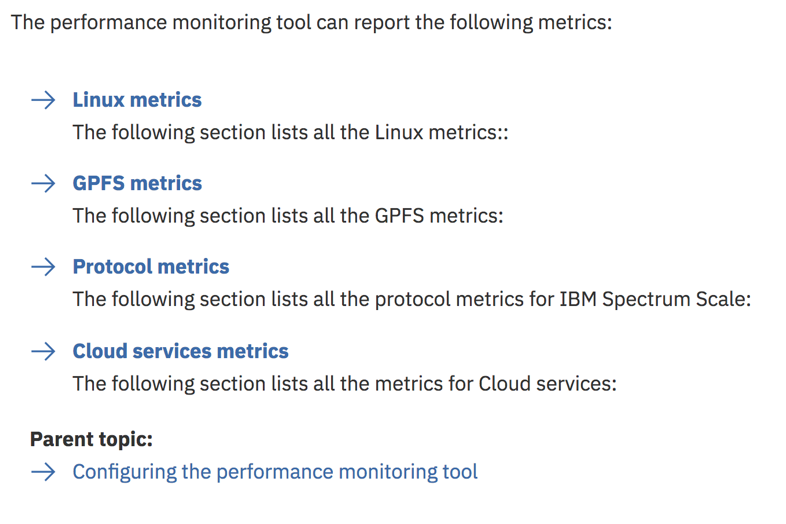 The performance monitoring tool can report the following metrics:
→ Linux metrics
The following section lists all the Linux metrics::
→ GPFS metrics
The following section lists all the GPFS metrics:
→ Protocol metrics
The following section lists all the protocol metrics for IBM Spectrum Scale:
→ Cloud services metrics
The following section lists all the metrics for Cloud services:
Parent topic:
→ Configuring the performance monitoring tool